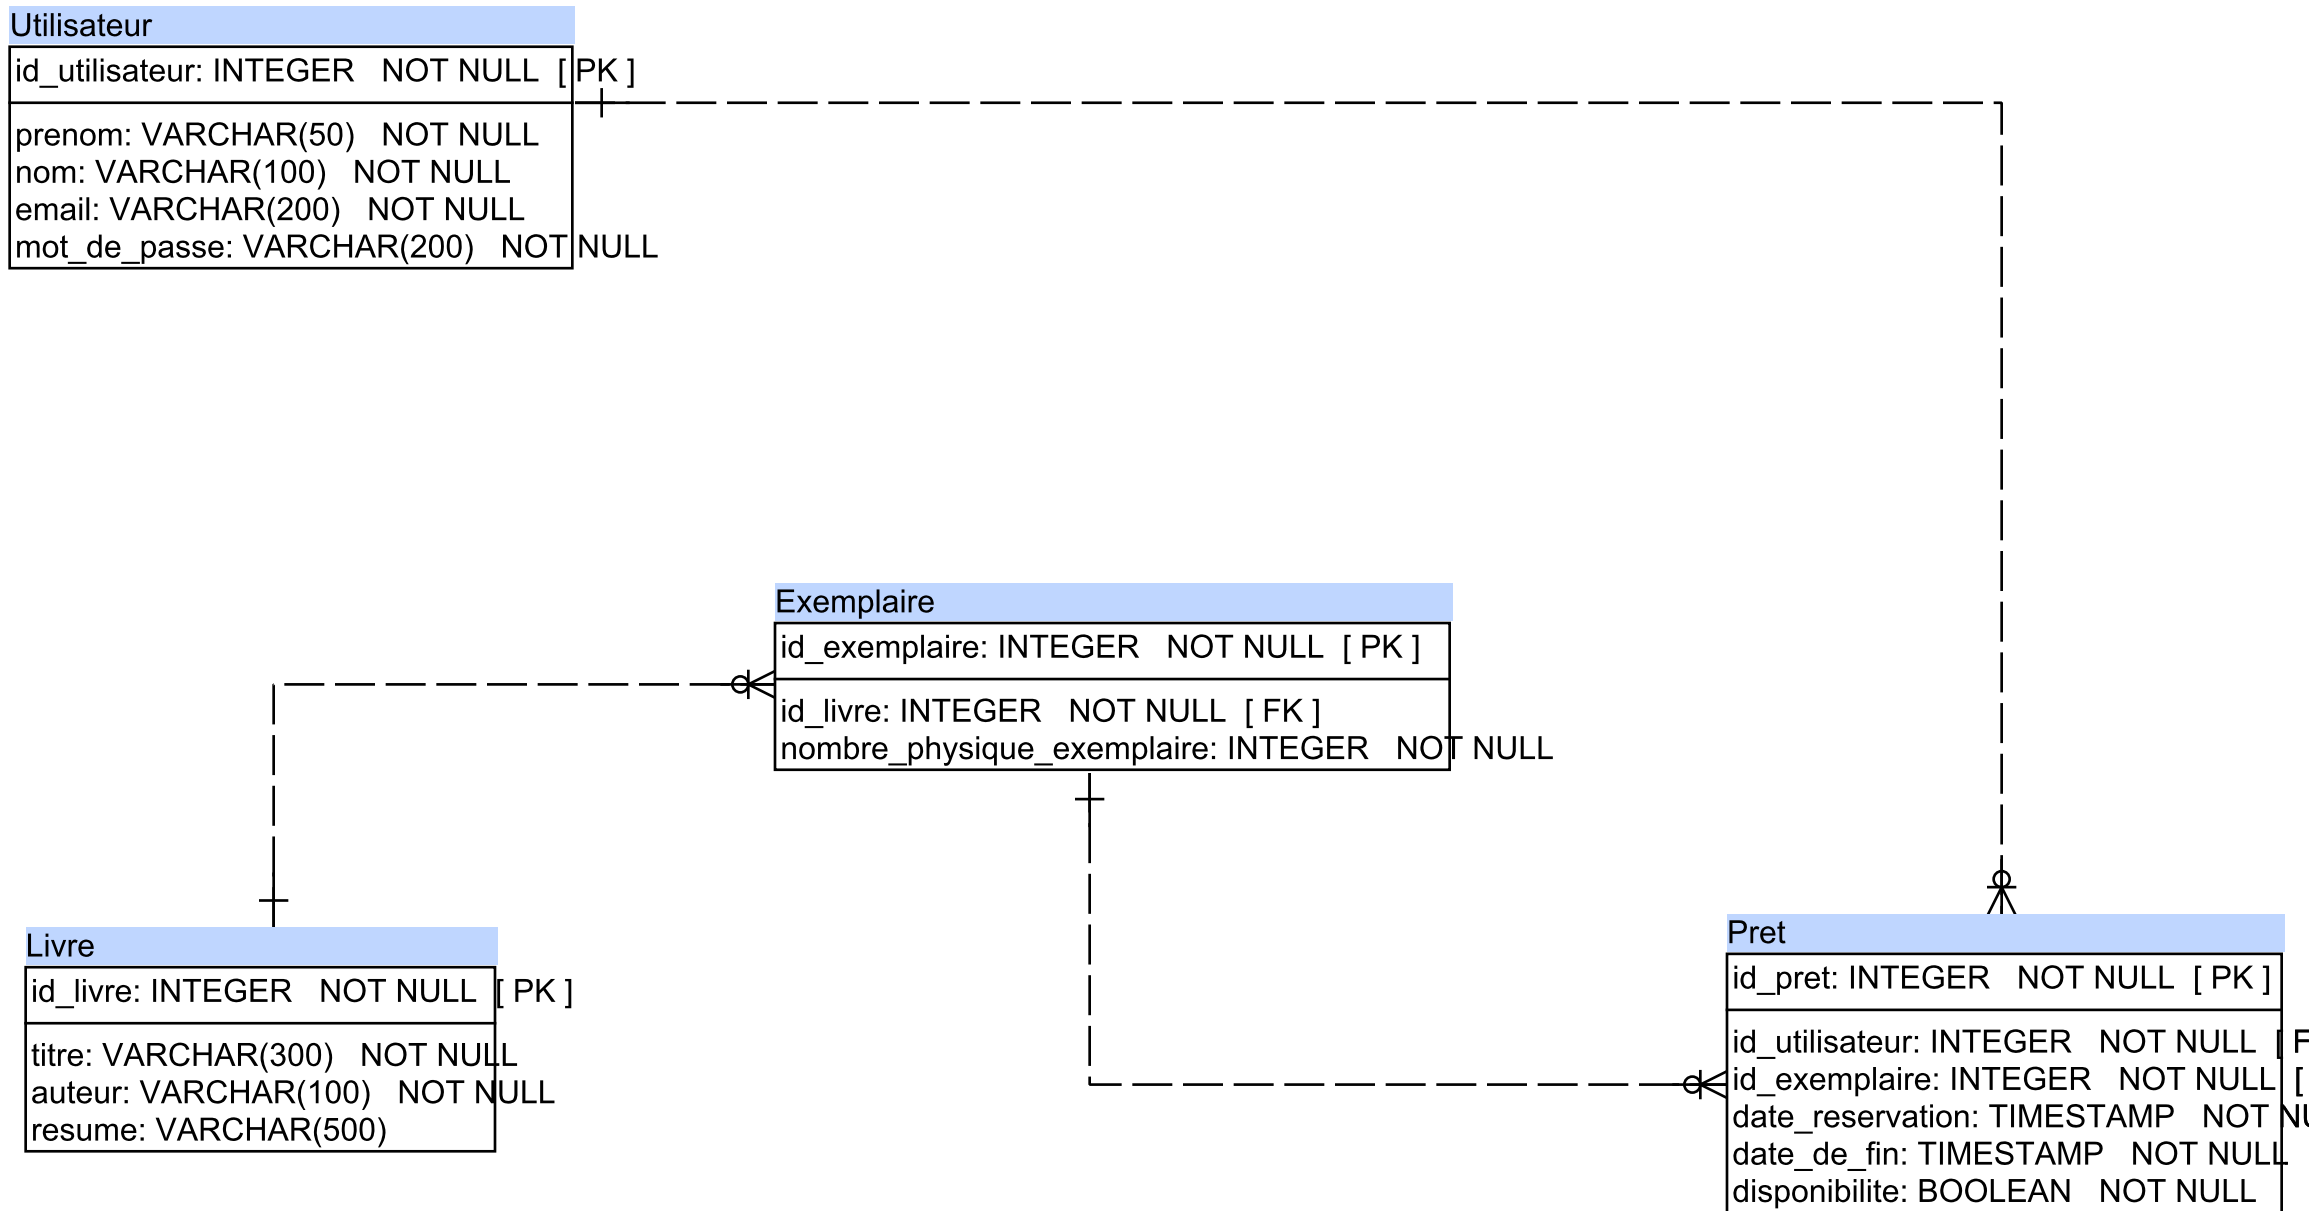 Utilisateur
id_utilisateur: INTEGER NOT NULL [ PK ]
prenom: VARCHAR(50) NOT NULL
nom: VARCHAR(100) NOT NULL
email: VARCHAR(200) NOT NULL
mot_de_passe: VARCHAR(200) NOT NULL
Exemplaire
id_exemplaire: INTEGER NOT NULL [ PK ]
id_livre: INTEGER NOT NULL [ FK ]
nombre_physique_exemplaire: INTEGER NOT NULL
Livre
id_livre: INTEGER NOT NULL [ PK ]
titre: VARCHAR(300) NOT NULL
auteur: VARCHAR(100) NOT NULL
resume: VARCHAR(500)
Pret
id_pret: INTEGER NOT NULL [ PK ]
id_utilisateur: INTEGER NOT NULL [ F
id_exemplaire: INTEGER NOT NULL [
date_reservation: TIMESTAMP NOT NU
date_de_fin: TIMESTAMP NOT NULL
disponibilite: BOOLEAN NOT NULL